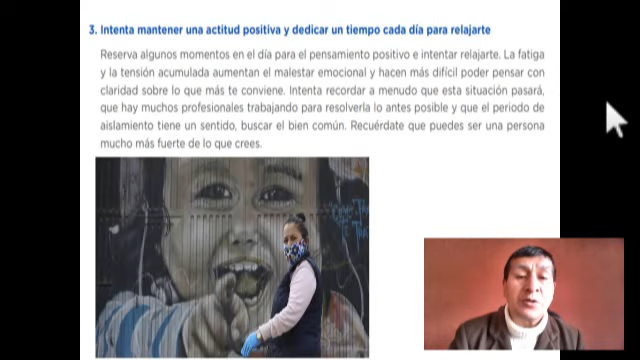 3. Intenta mantener una actitud positiva y dedicar un tiempo cada día para relajarte
Reserva algunos momentos en el día para el pensamiento positivo e intentar relajarte. La fatiga
y la tensión acumulada aumentan el malestar emocional y hacen más difícil poder pensar con
claridad sobre lo que más te conviene. Intenta recordar a menudo que esta situación pasará,
que hay muchos profesionales trabajando para resolverla lo antes posible y que el periodo de
aislamiento tiene un sentido, buscar el bien común. Recuérdate que puedes ser una persona
mucho más fuerte de lo que crees.